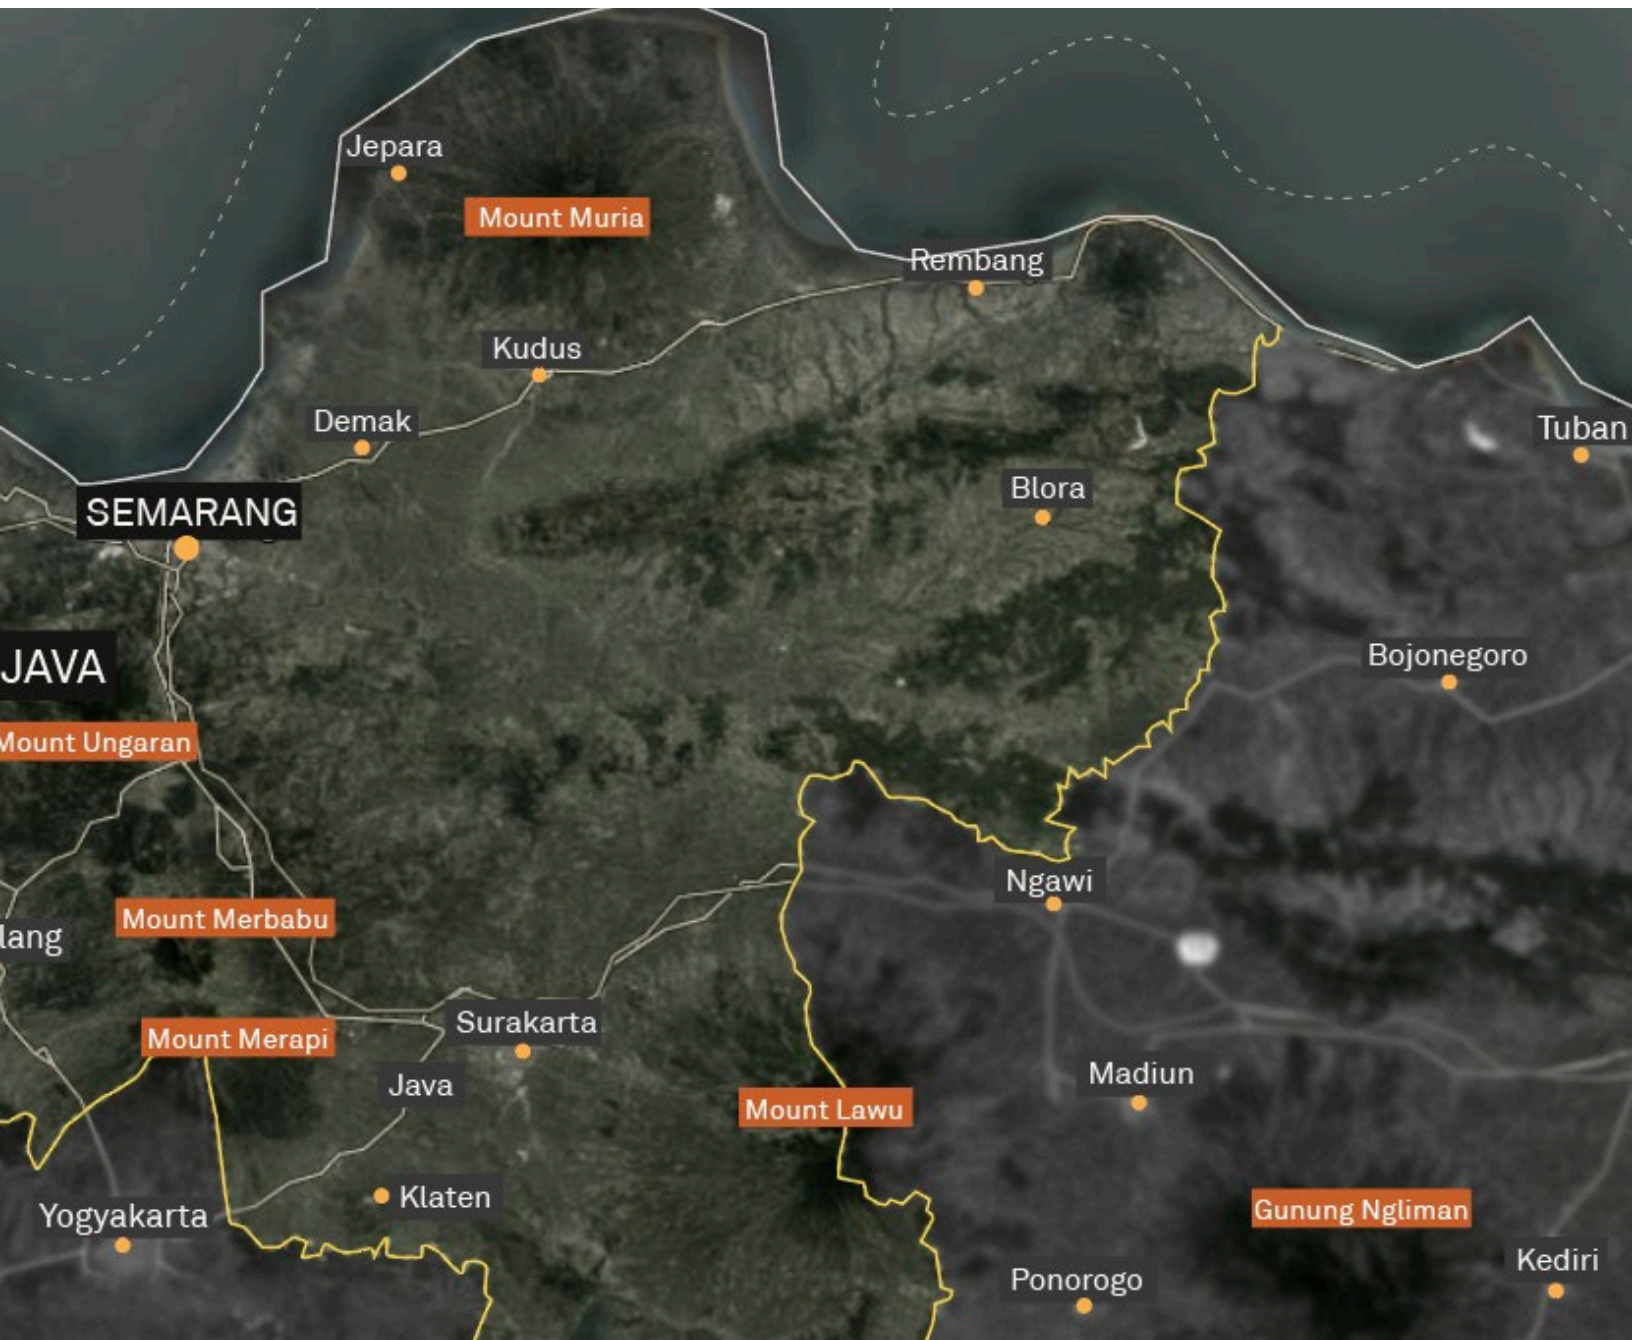 Jepara
Mount Muria
Rembang
Kudus
Demak
Tuban
Blora
SEMARANG
JAVA
Bojonegoro
Mount Ungaran
Ngawi
Mount Merbabu
lang
Surakarta
Mount Merapi
Madiun
Java
Mount Lawu
Klaten
Gunung Ngliman
Yogyakarta
Kediri
Ponorogo